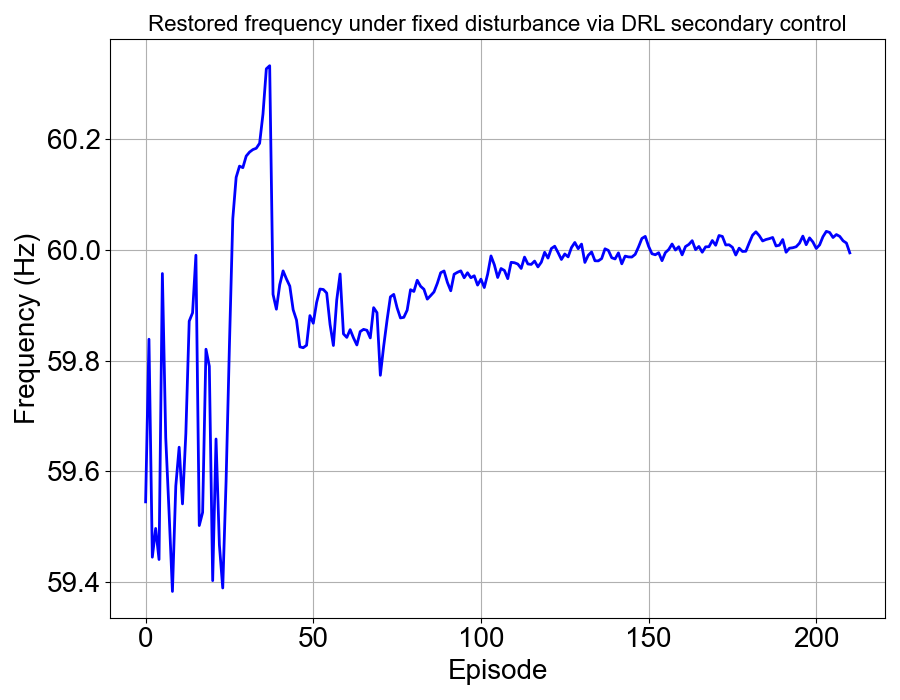 Restored frequency under fixed disturbance via DRL secondary control
60.2
60.0
59.8
59.6
59.4
Frequency (Hz)
0 50 100 150 200
Episode